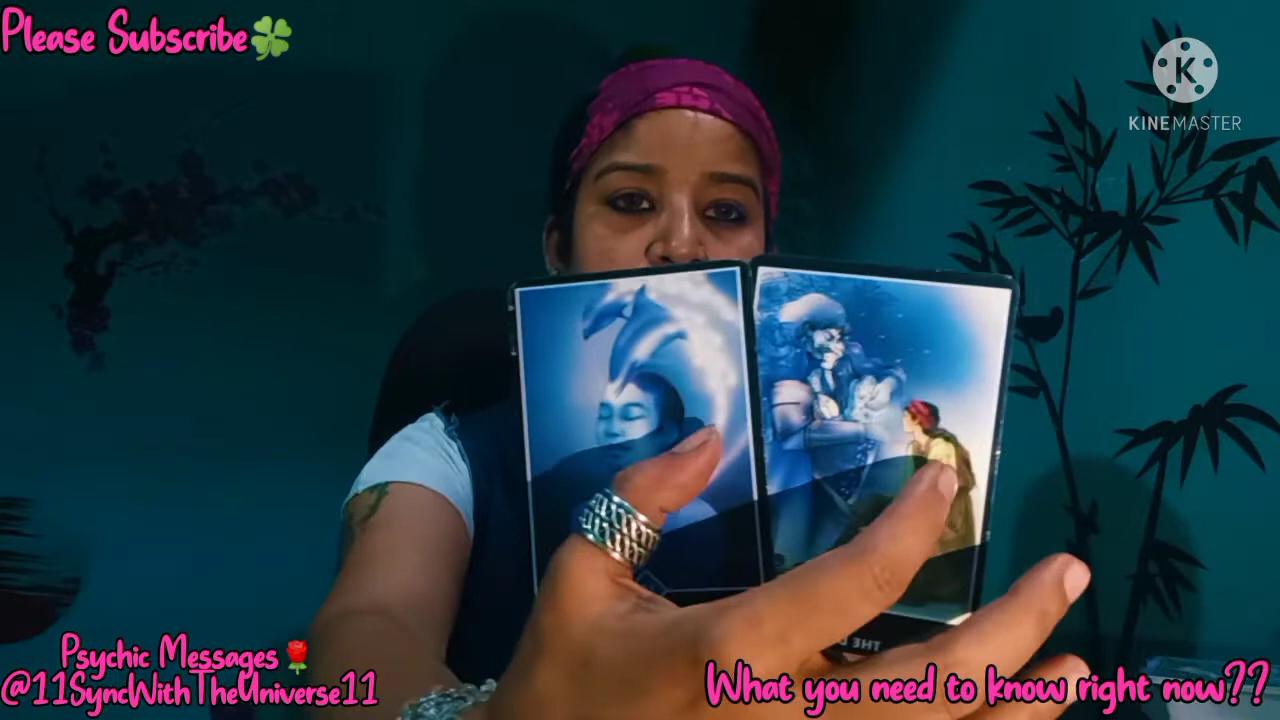 Please Subscribe🍀
K
KINEMASTER
Psychic Messages🌹
@11SyncWithTheUniverse11
What you need to know right now??